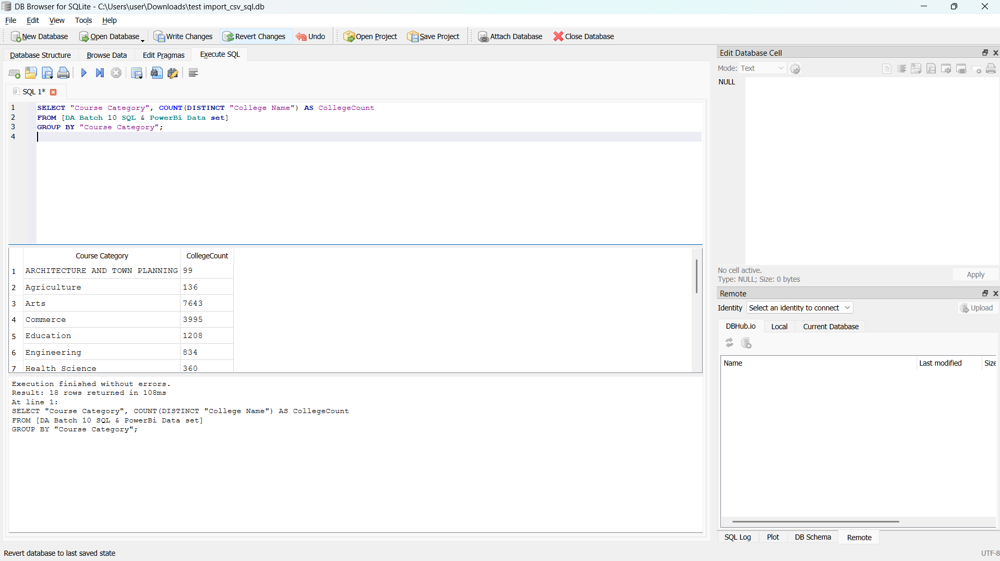 DB Browser for SQLite - C:\Users\user\Downloads\test import_csv_sql.db
File Edit View Tools Help
New Database Open Database Write Changes Revert Changes Undo Open Project Save Project Attach Database Close Database
Database Structure Browse Data Edit Pragmas Execute SQL
SQL 1*
1 SELECT "Course Category", COUNT(DISTINCT "College Name") AS CollegeCount
2 FROM [DA Batch 10 SQL & PowerBi Data set]
3 GROUP BY "Course Category";
4
Course Category CollegeCount
1 ARCHITECTURE AND TOWN PLANNING 99
2 Agriculture 136
3 Arts 7643
4 Commerce 3995
5 Education 1208
6 Engineering 834
7 Health Science 360
Execution finished without errors.
Result: 18 rows returned in 108ms
At line 1:
SELECT "Course Category", COUNT(DISTINCT "College Name") AS CollegeCount
FROM [DA Batch 10 SQL & PowerBi Data set]
GROUP BY "Course Category";
Edit Database Cell
Mode: Text
NULL
No cell active.
Type: NULL; Size: 0 bytes
Apply
Remote
Identity Select an identity to connect Upload
DBHub.io Local Current Database
Name Last modified Size
SQL Log Plot DB Schema Remote
Revert database to last saved state
UTF-8